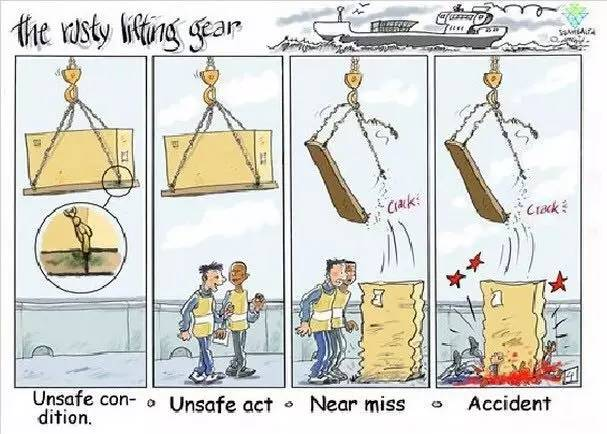 the rusty lifting gear
Crack
Crack
Unsafe con-
dition.
Unsafe act
Near miss
Accident